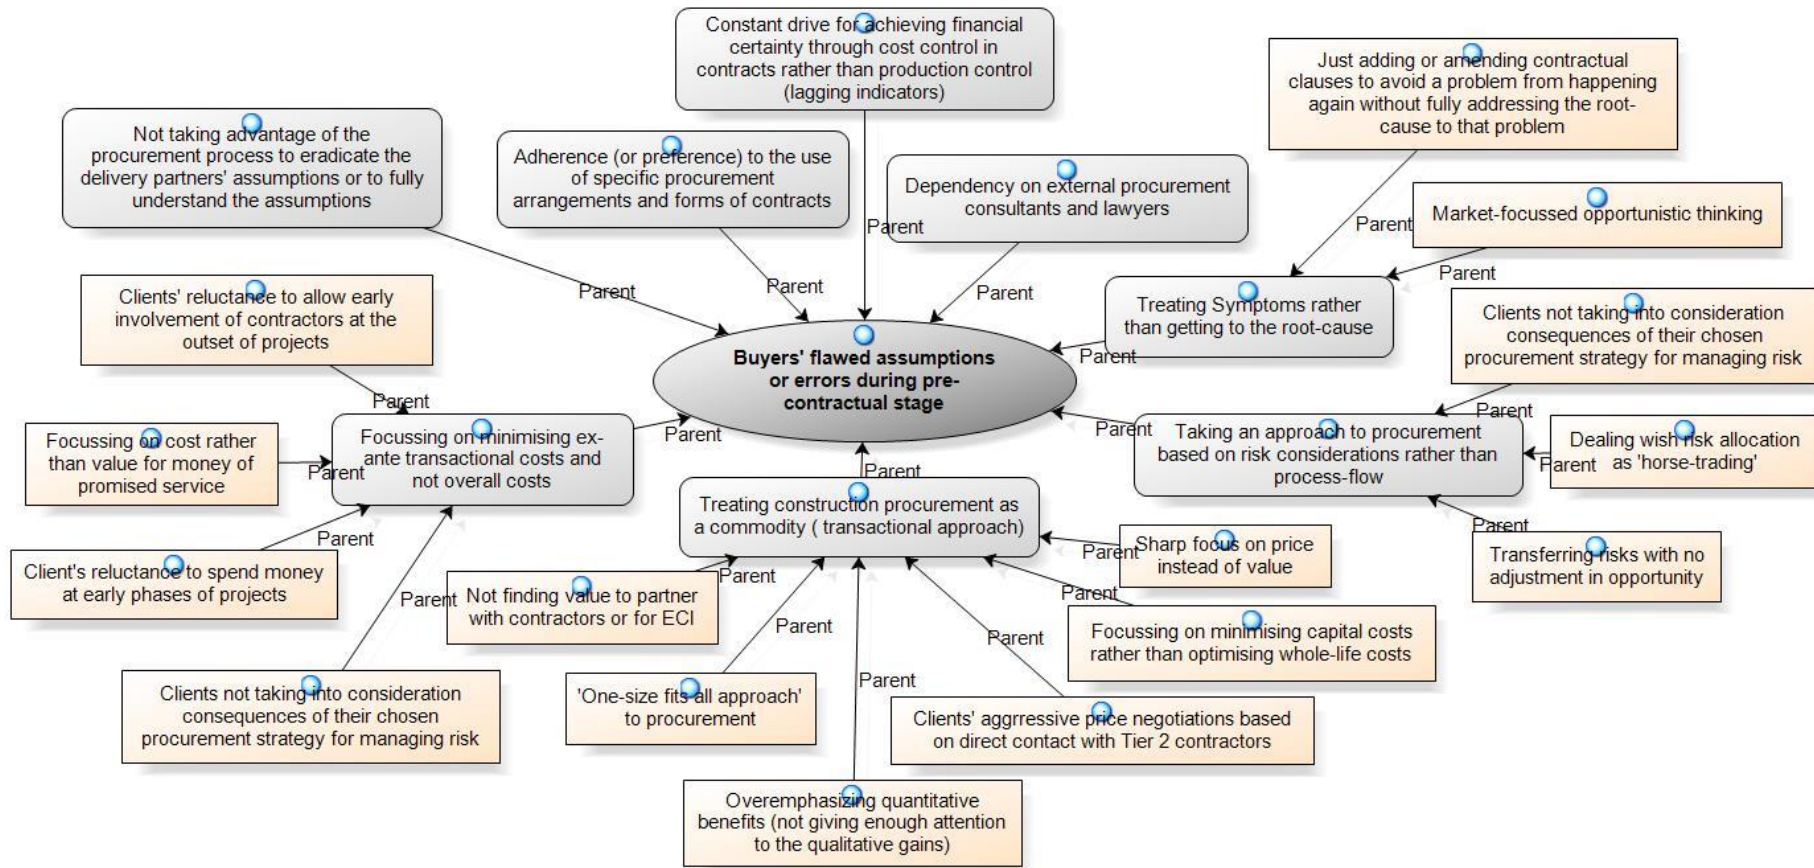 Constant drive for achieving financial
certainty through cost control in
contracts rather than production control
(lagging indicators)
Just adding or amending contractual
clauses to avoid a problem from happening
again without fully addressing the root-
cause to that problem
Not taking advantage of the
procurement process to eradicate the
delivery partners' assumptions or to fully
understand the assumptions
Adherence (or preference) to the use
of specific procurement
arrangements and forms of contracts
Dependency on external procurement
consultants and lawyers
Market-focussed opportunistic thinking
Parent
Parent
Parent
Parent
Parent
Parent
Parent
Clients' reluctance to allow early
involvement of contractors at the
outset of projects
Treating Symptoms rather
than getting to the root-cause
Clients not taking into consideration
consequences of their chosen
procurement strategy for managing risk
Buyers' flawed assumptions
or errors during pre-
contractual stage
Parent
Parent
Parent
Focussing on cost rather
than value for money of
promised service
Parent
Focussing on minimising ex-
ante transactional costs and
not overall costs
Parent
Parent
Parent
Taking an approach to procurement
based on risk considerations rather than
process-flow
Parent
Dealing wish risk allocation
as 'horse-trading'
Treating construction procurement as
a commodity ( transactional approach)
Parent
Parent
Client's reluctance to spend money
at early phases of projects
Parent
Not finding value to partner
with contractors or for ECI
Parent
Parent
Sharp focus on price
instead of value
Transferring risks with no
adjustment in opportunity
Parent
Parent
Parent
Focussing on minimising capital costs
rather than optimising whole-life costs
Clients not taking into consideration
consequences of their chosen
procurement strategy for managing risk
'One-size fits all approach'
to procurement
Parent
Clients' aggrressive price negotiations based
on direct contact with Tier 2 contractors
Overemphasizing quantitative
benefits (not giving enough attention
to the qualitative gains)